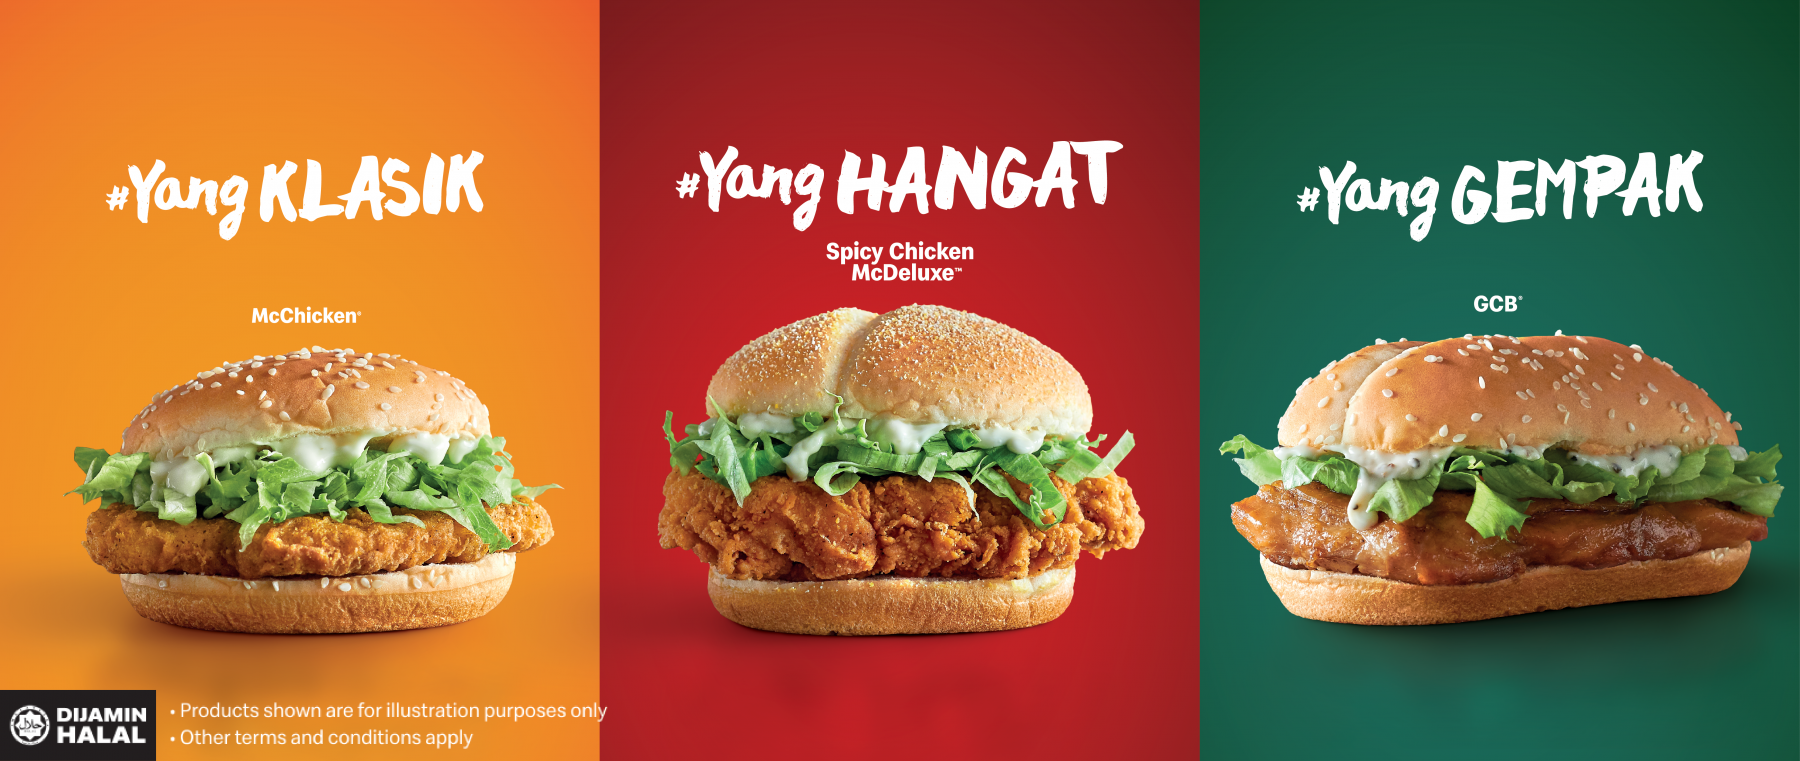 #Yang KLASIK
McChicken®
#Yang HANGAT
Spicy Chicken
McDeluxe™
#Yang GEMPAK
GCB®
DIJAMIN
HALAL
• Products shown are for illustration purposes only
• Other terms and conditions apply